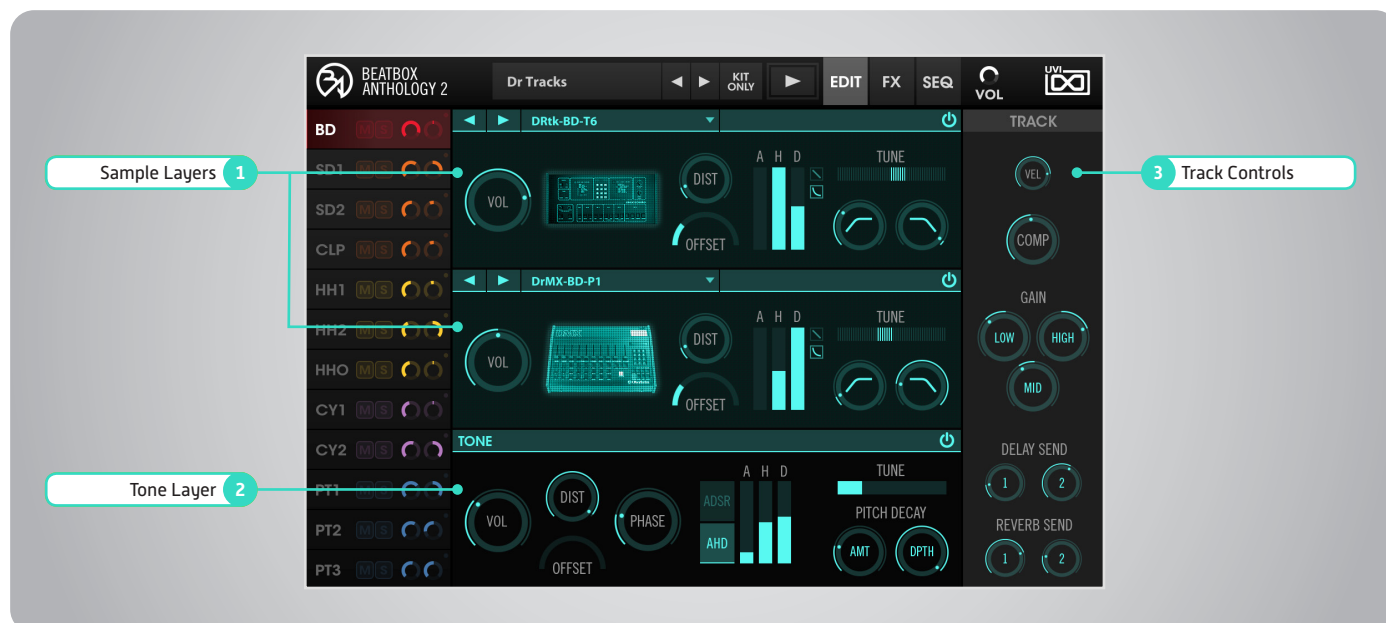 BEATBOX
ANTHOLOGY 2
Dr Tracks
KIT
ONLY
EDIT
FX
SEQ
VOL
UVI
TRACK
BD M S
SD1 M S
SD2 M S
CLP M S
HH1 M S
HH2 M S
HHO M S
CY1 M S
CY2 M S
PT1 M S
PT2 M S
PT3 M S
Sample Layers 1
DRtk-BD-T6
VOL
DIST
OFFSET
A H D
TUNE
DrMX-BD-P1
VOL
DIST
OFFSET
A H D
TUNE
Tone Layer 2
TONE
VOL
DIST
OFFSET
PHASE
ADSR
AHD
A H D
TUNE
PITCH DECAY
AMT
DPTH
3 Track Controls
VEL
COMP
GAIN
LOW
HIGH
MID
DELAY SEND
1 2
REVERB SEND
1 2